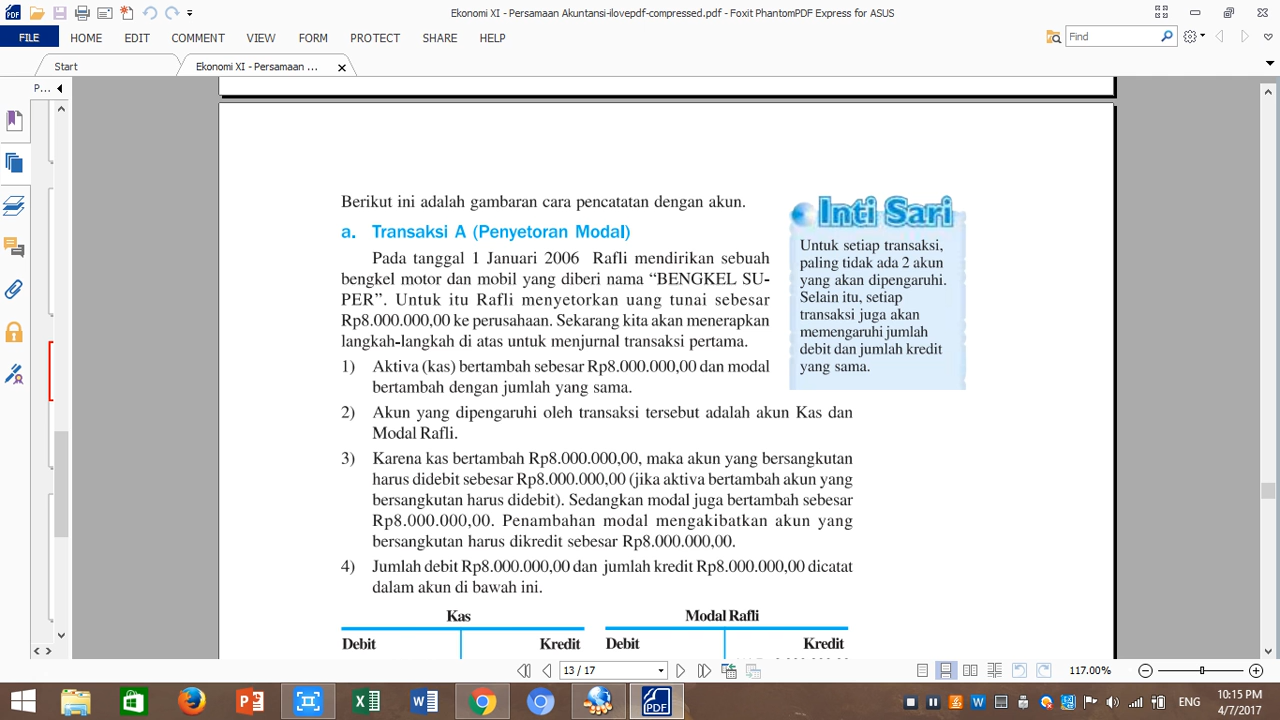 Ekonomi XI - Persamaan Akuntansi-ilovepdf-compressed.pdf - Foxit PhantomPDF Express for ASUS
FILE HOME EDIT COMMENT VIEW FORM PROTECT SHARE HELP
Find
Start
Ekonomi XI - Persamaan ...
P...
Berikut ini adalah gambaran cara pencatatan dengan akun.
a. Transaksi A (Penyetoran Modal)
Pada tanggal 1 Januari 2006 Rafli mendirikan sebuah
bengkel motor dan mobil yang diberi nama “BENGKEL SU-
PER”. Untuk itu Rafli menyetorkan uang tunai sebesar
Rp8.000.000,00 ke perusahaan. Sekarang kita akan menerapkan
langkah-langkah di atas untuk menjurnal transaksi pertama.
1) Aktiva (kas) bertambah sebesar Rp8.000.000,00 dan modal
bertambah dengan jumlah yang sama.
2) Akun yang dipengaruhi oleh transaksi tersebut adalah akun Kas dan
Modal Rafli.
3) Karena kas bertambah Rp8.000.000,00, maka akun yang bersangkutan
harus didebit sebesar Rp8.000.000,00 (jika aktiva bertambah akun yang
bersangkutan harus didebit). Sedangkan modal juga bertambah sebesar
Rp8.000.000,00. Penambahan modal mengakibatkan akun yang
bersangkutan harus dikredit sebesar Rp8.000.000,00.
4) Jumlah debit Rp8.000.000,00 dan jumlah kredit Rp8.000.000,00 dicatat
dalam akun di bawah ini.
Inti Sari
Untuk setiap transaksi,
paling tidak ada 2 akun
yang akan dipengaruhi.
Selain itu, setiap
transaksi juga akan
memengaruhi jumlah
debit dan jumlah kredit
yang sama.
Kas
Debit Kredit
Modal Rafli
Debit Kredit
13 / 17
117.00%
ENG
10:15 PM
4/7/2017